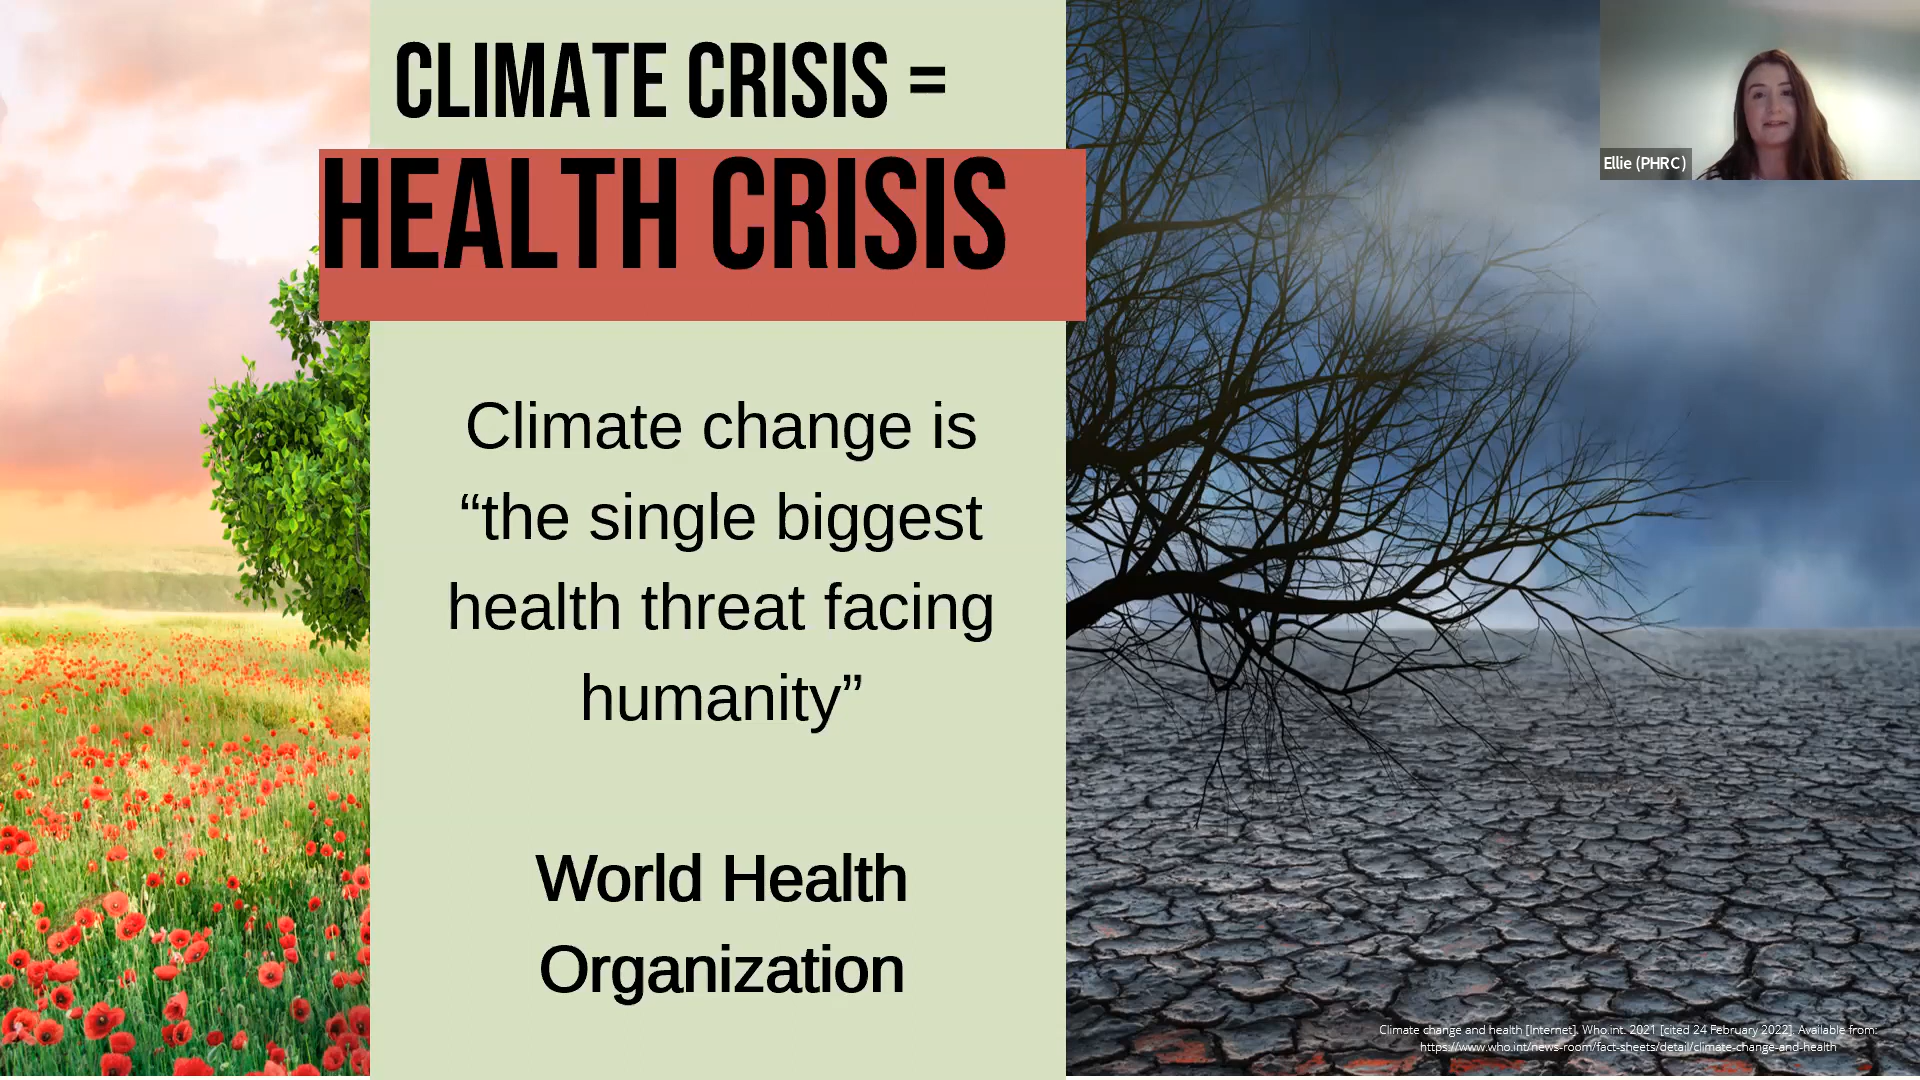 CLIMATE CRISIS =
HEALTH CRISIS
Ellie (PHRC)
Climate change is
“the single biggest
health threat facing
humanity”
World Health
Organization
Climate change and health [Internet]. Who.int. 2021 [cited 24 February 2022]. Available from:
https://www.who.int/news-room/fact-sheets/detail/climate-change-and-health